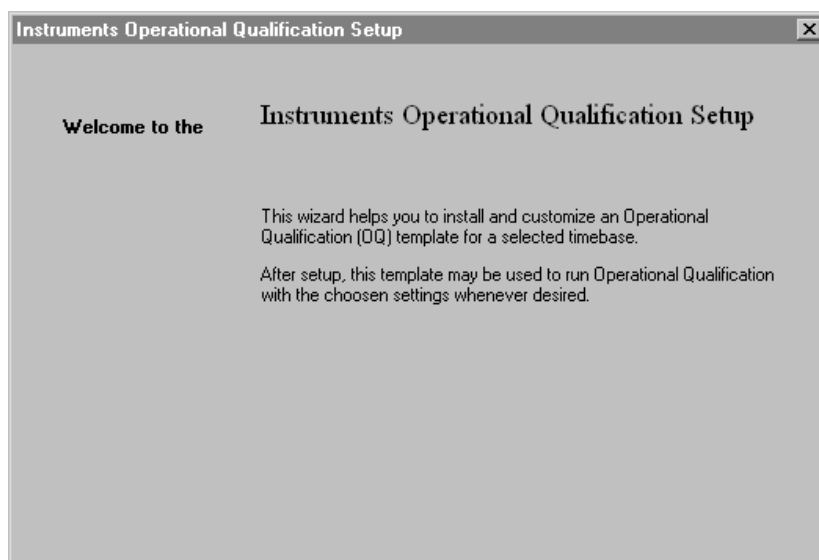 Instruments Operational Qualification Setup
Welcome to the
Instruments Operational Qualification Setup
This wizard helps you to install and customize an Operational
Qualification (OQ) template for a selected timebase.
After setup, this template may be used to run Operational Qualification
with the choosen settings whenever desired.